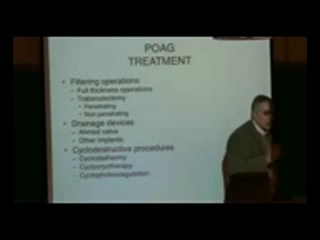 POAG
TREATMENT
• Filtering operations
– Full thickness operations
– Trabeculectomy
• Penetrating
• Non-penetrating
• Drainage devices
– Ahmed valve
– Other implants
• Cyclodestructive procedures
– Cyclodiathermy
– Cyclocryotherapy
– Cyclophotocoagulation